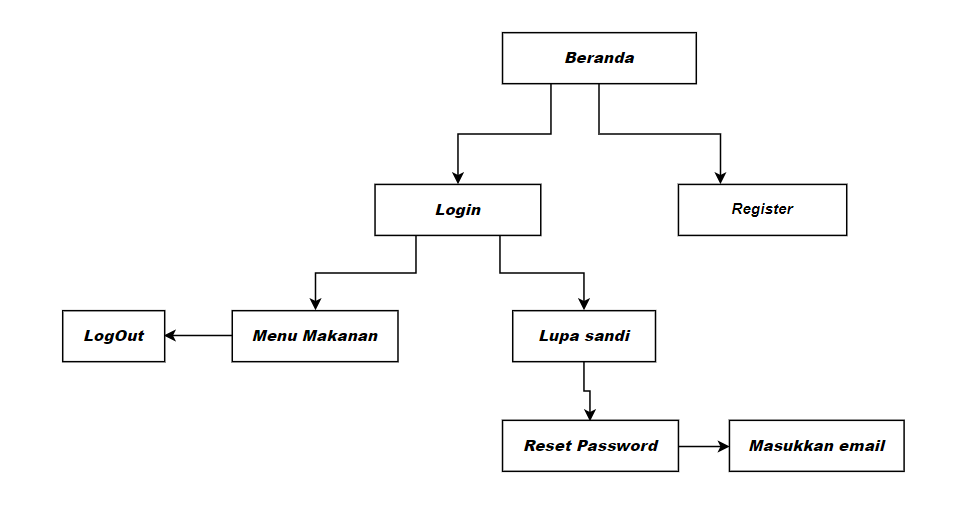 Beranda
Login
Register
LogOut
Menu Makanan
Lupa sandi
Reset Password
Masukkan email